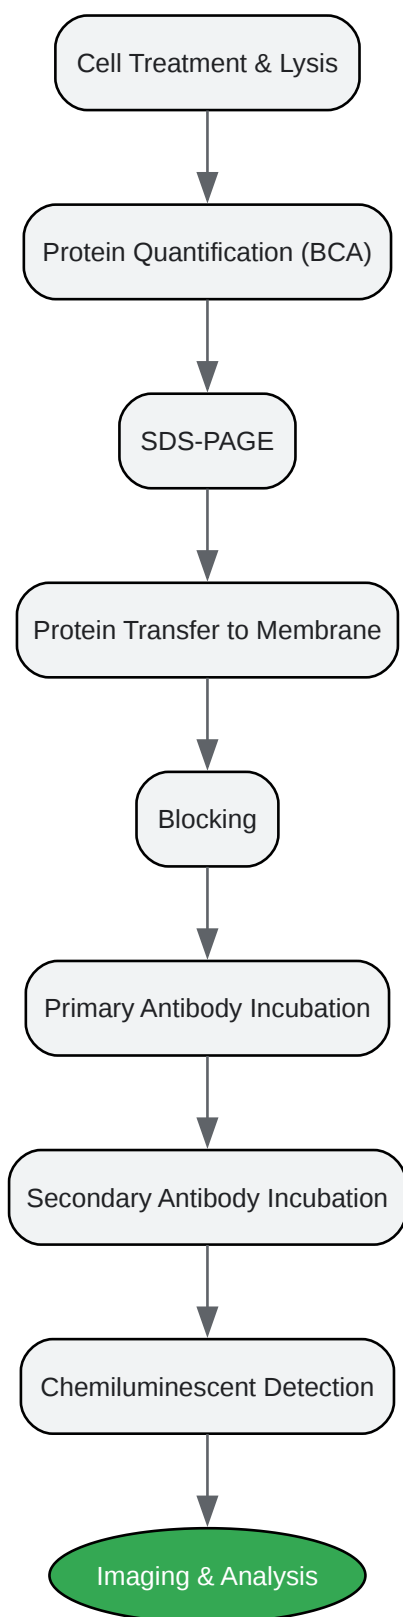 Cell Treatment & Lysis
Protein Quantification (BCA)
SDS-PAGE
Protein Transfer to Membrane
Blocking
Primary Antibody Incubation
Secondary Antibody Incubation
Chemiluminescent Detection
Imaging & Analysis